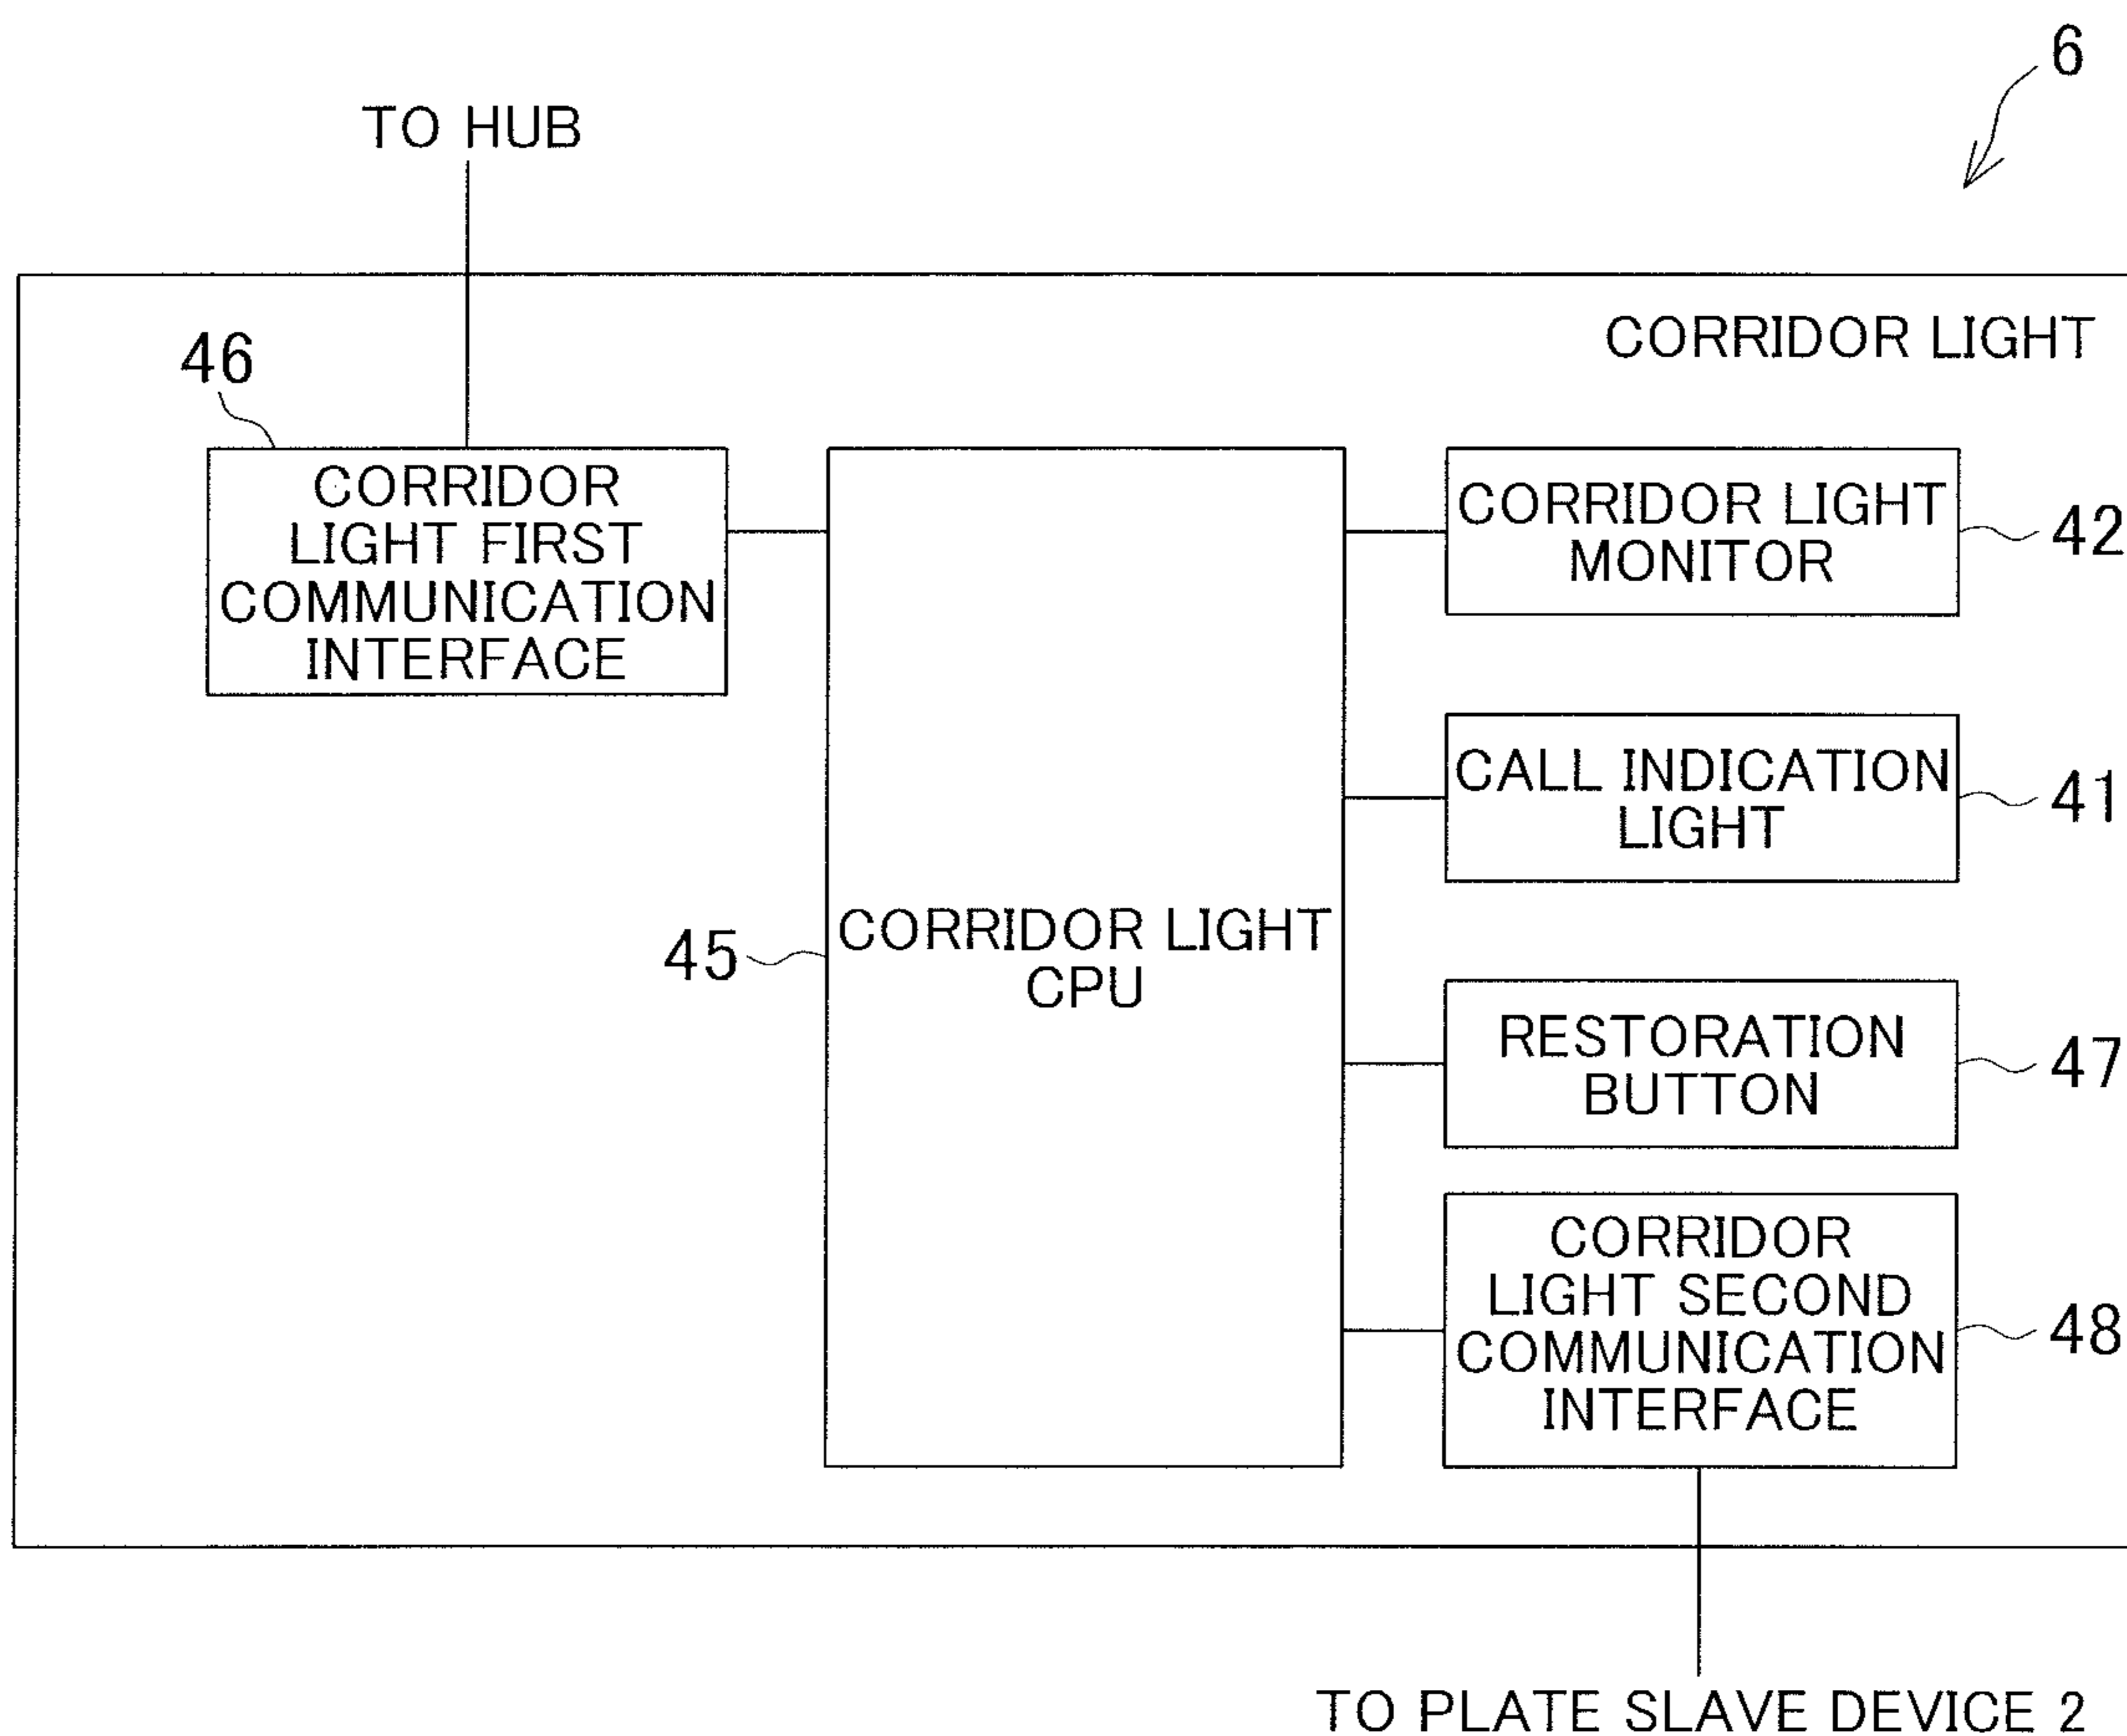 6
TO HUB
CORRIDOR LIGHT
46
CORRIDOR
LIGHT FIRST
COMMUNICATION
INTERFACE
CORRIDOR LIGHT
MONITOR
42
CALL INDICATION
LIGHT
41
45
CORRIDOR LIGHT
CPU
RESTORATION
BUTTON
47
CORRIDOR
LIGHT SECOND
COMMUNICATION
INTERFACE
48
TO PLATE SLAVE DEVICE 2